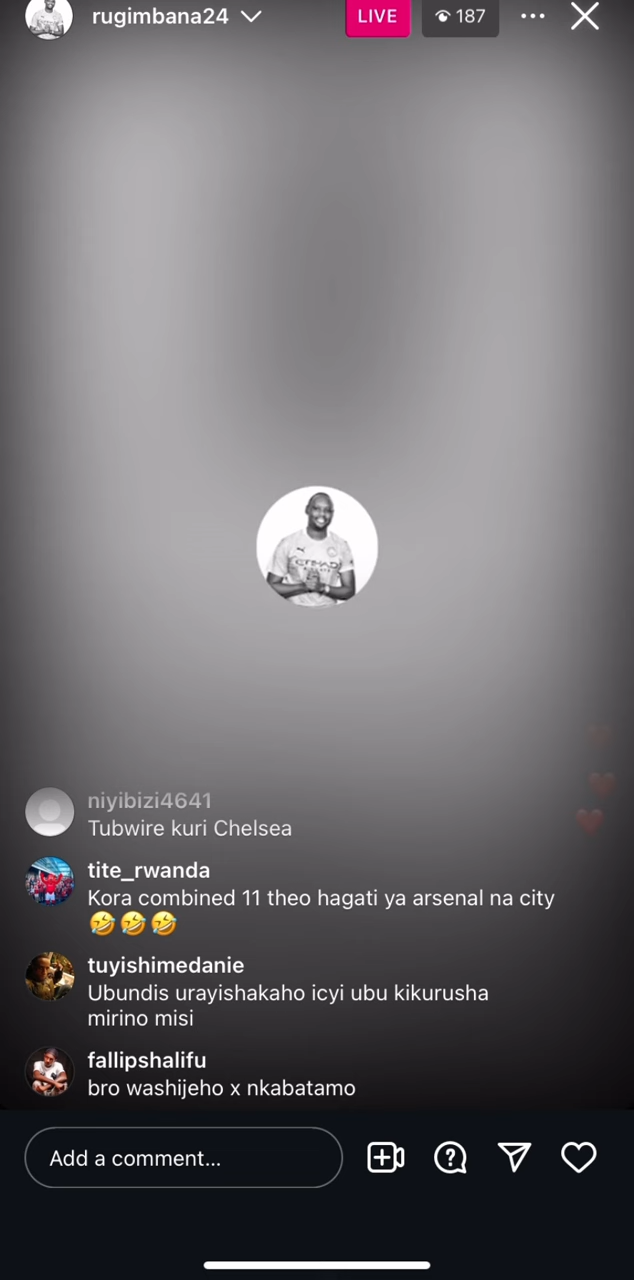 rugimbana24
LIVE
187
ETIHAD
niyibizi4641
Tubwire kuri Chelsea
tite_rwanda
Kora combined 11 theo hagati ya arsenal na city
🤣🤣🤣
tuyishimedanie
Ubundis urayishakaho icyi ubu kikurusha
mirino misi
fallipshalifu
bro washijeho x nkabatamo
Add a comment...